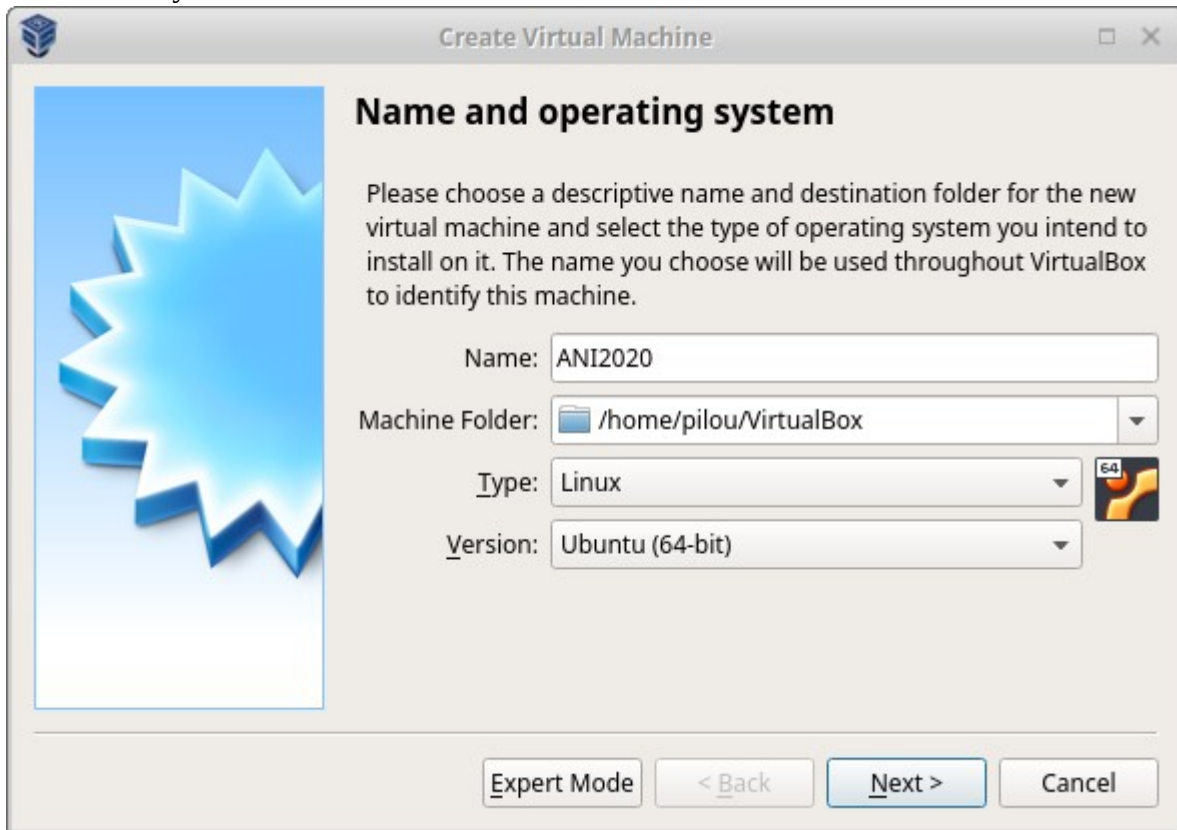 Create Virtual Machine
Name and operating system
Please choose a descriptive name and destination folder for the new
virtual machine and select the type of operating system you intend to
install on it. The name you choose will be used throughout VirtualBox
to identify this machine.
Name: ANI2020
Machine Folder: /home/pilou/VirtualBox
Type: Linux
64
Version: Ubuntu (64-bit)
Expert Mode < Back Next > Cancel